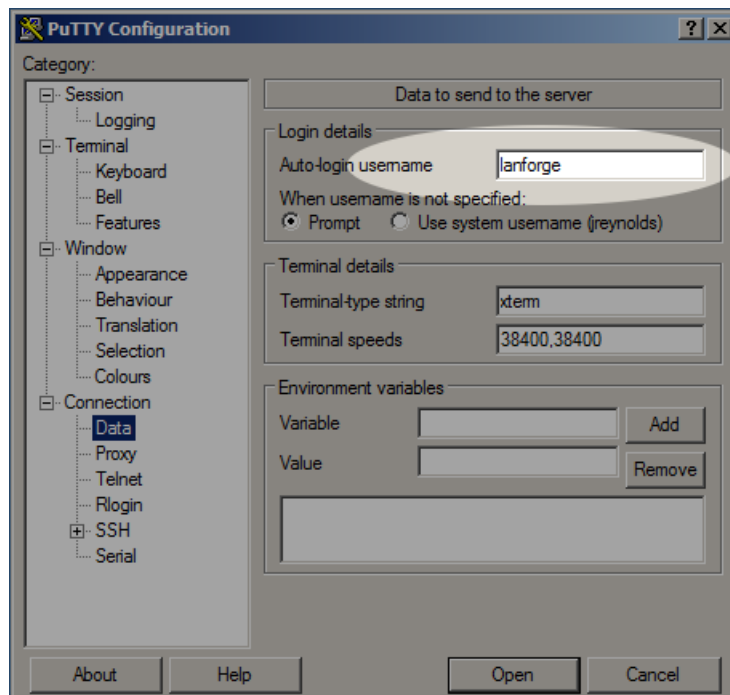 PuTTY Configuration
?
Category:
Session
Logging
Terminal
Keyboard
Bell
Features
Window
Appearance
Behaviour
Translation
Selection
Colours
Connection
Data
Proxy
Telnet
Rlogin
SSH
Serial
Data to send to the server
Login details
Auto-login username lanforge
When username is not specified:
Prompt Use system username (jreynolds)
Terminal details
Terminal-type string xterm
Terminal speeds 38400,38400
Environment variables
Variable Add
Value Remove
About Help Open Cancel